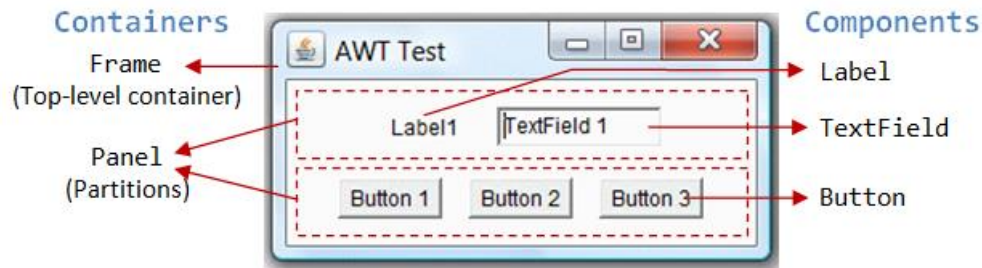 Containers
Frame
(Top-level container)
Panel
(Partitions)
AWT Test
Label1
TextField 1
Button 1
Button 2
Button 3
Components
Label
TextField
Button